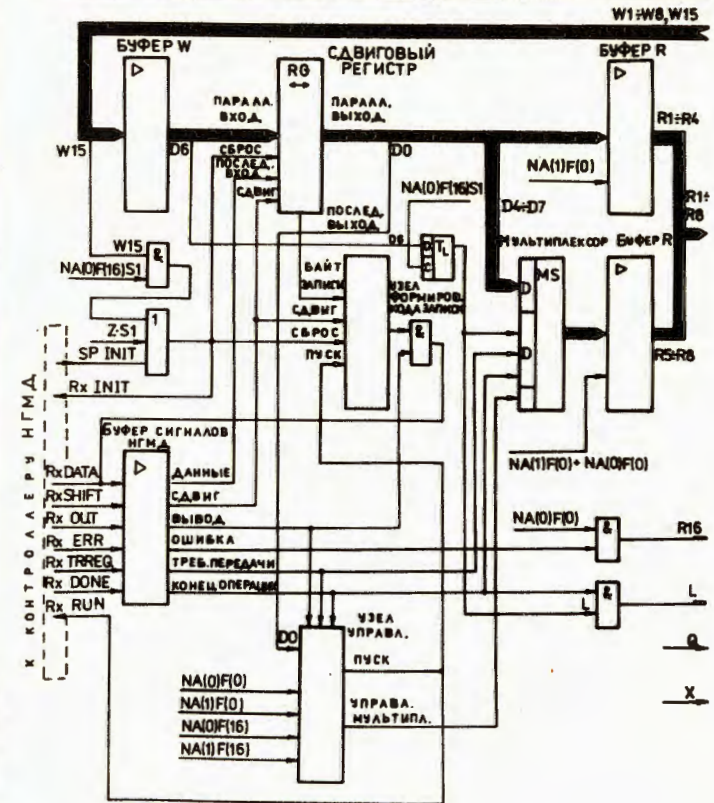 W1÷W8,W15
БУФЕР W
СДВИГОВЫЙ
РЕГИСТР
БУФЕР R
RG
ПАРАЛЛ.
ВХОД.
ПАРАЛЛ.
ВЫХОД.
R1÷R4
W15
D6
СБРОС
ПОСЛЕД.
ВХОД.
СДВИГ
D0
NA(0)F(16)S1
NA(1)F(0)
R1÷
R8
D4÷D7
ПОСЛЕД.
ВЫХОД.
D6
D
TL
C
МУЛЬТИПЛЕКСОР
БУФЕР R
W15
&
NA(0)F(16)S1
БАЙТ
ЗАПИСИ
УЗЕЛ
ФОРМИРОВ.
КОДА ЗАПИСИ
MS
D
1
СДВИГ
&
Z·S1
СБРОС
SP INIT
ПУСК
D
R5÷R8
Rx INIT
К КОНТРОЛЛЕРУ НГМД
БУФЕР СИГНАЛОВ
НГМД
NA(1)F(0)+NA(0)F(0)
RxDATA
ДАННЫЕ
RxSHIFT
СДВИГ
Rx OUT
ВЫВОД
NA(0)F(0)
&
R16
Rx ERR
ОШИБКА
Rx TRREG
ТРЕБ.ПЕРЕДАЧИ
Rx DONE
КОНЕЦ.ОПЕРАЦИИ
&
L
L
Rx RUN
УЗЕЛ
УПРАВЛ.
D0
ПУСК
Q
NA(0)F(0)
NA(1)F(0)
УПРАВЛ.
МУЛЬТИПЛ.
X
NA(0)F(16)
NA(1)F(16)